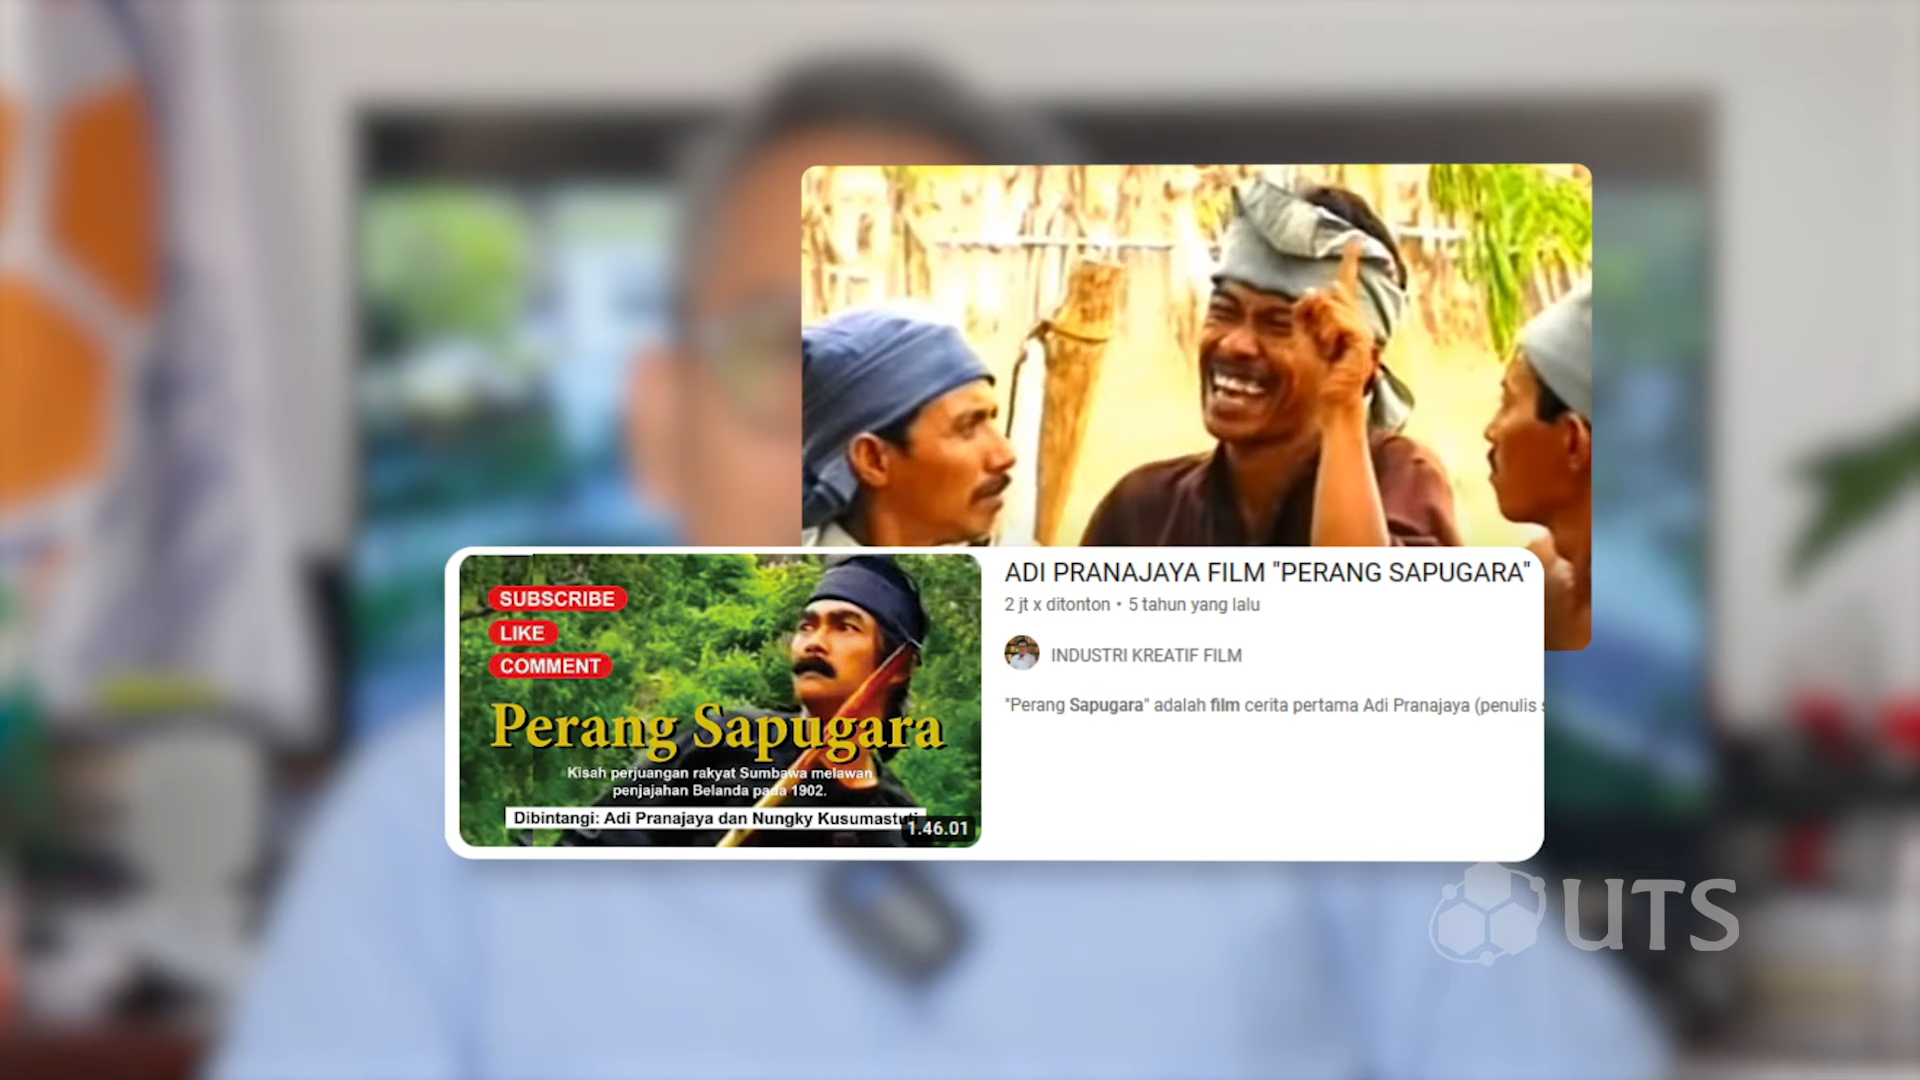 SUBSCRIBE
LIKE
COMMENT
Perang Sapugara
Kisah perjuangan rakyat Sumbawa melawan
penjajahan Belanda pada 1902.
Dibintangi: Adi Pranajaya dan Nungky Kusumastuti
1.46.01
ADI PRANAJAYA FILM "PERANG SAPUGARA"
2 jt x ditonton • 5 tahun yang lalu
INDUSTRI KREATIF FILM
"Perang Sapugara" adalah film cerita pertama Adi Pranajaya (penulis
UTS